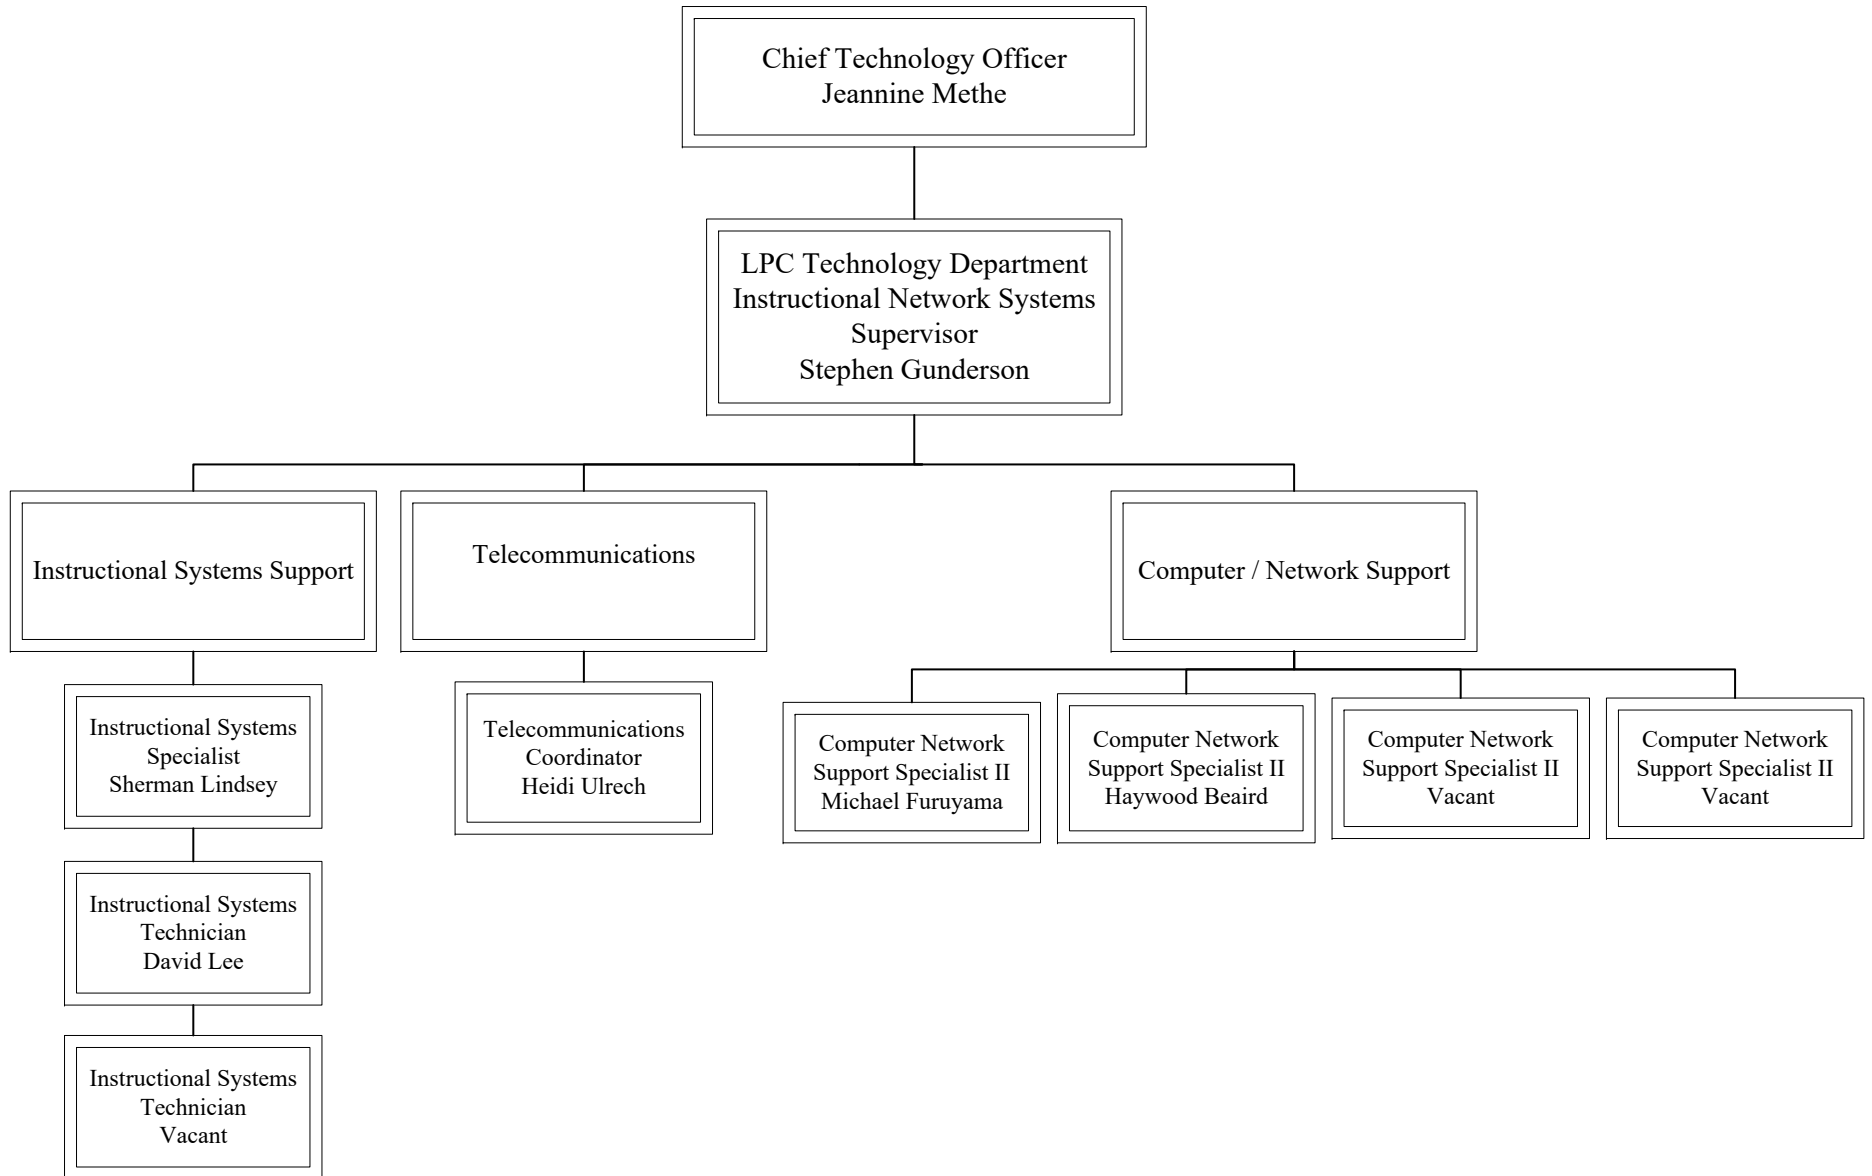 Chief Technology Officer
Jeannine Methe
LPC Technology Department
Instructional Network Systems
Supervisor
Stephen Gunderson
Instructional Systems Support
Telecommunications
Computer / Network Support
Instructional Systems
Specialist
Sherman Lindsey
Telecommunications
Coordinator
Heidi Ulrech
Computer Network
Support Specialist II
Michael Furuyama
Computer Network
Support Specialist II
Haywood Beaird
Computer Network
Support Specialist II
Vacant
Computer Network
Support Specialist II
Vacant
Instructional Systems
Technician
David Lee
Instructional Systems
Technician
Vacant